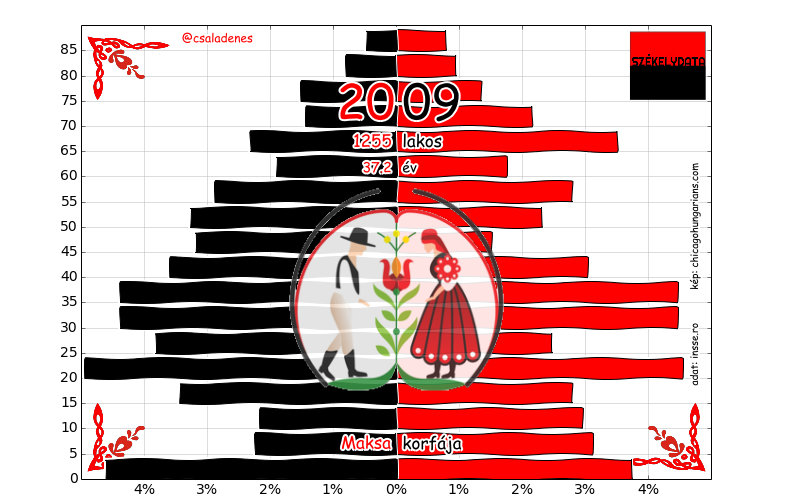 @csaladenes
SZÉKELYDATA
2009
1255 lakos
37,2 év
kép: chicagohungarians.com
adat: insse.ro
Maksa korfája
85
80
75
70
65
60
55
50
45
40
35
30
25
20
15
10
5
0
4% 3% 2% 1% 0% 1% 2% 3% 4%